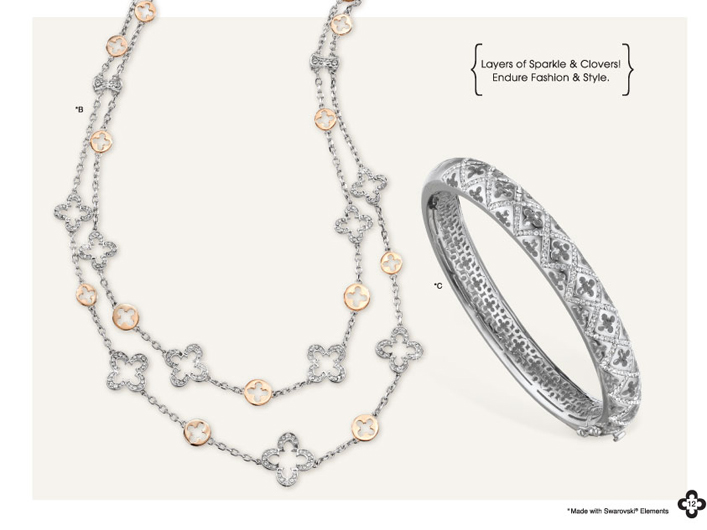 Layers of Sparkle & Clovers!
Endure Fashion & Style.
*B
*C
*Made with Swarovski® Elements
12